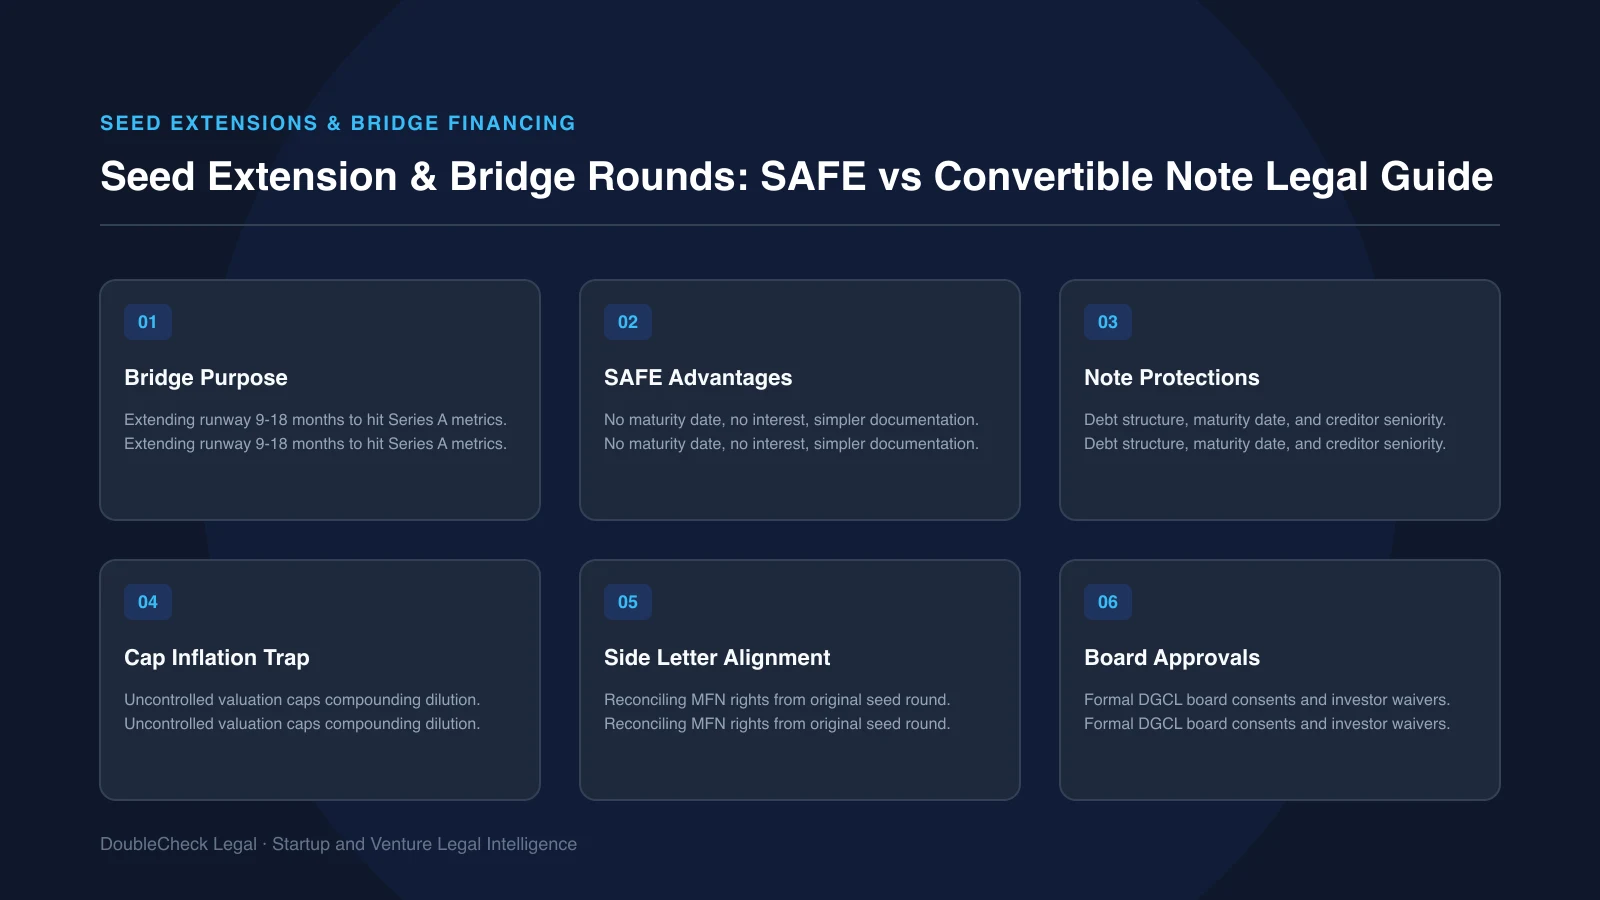 SEED EXTENSIONS & BRIDGE FINANCING
Seed Extension & Bridge Rounds: SAFE vs Convertible Note Legal Guide
01
Bridge Purpose
Extending runway 9-18 months to hit Series A metrics.
Extending runway 9-18 months to hit Series A metrics.
02
SAFE Advantages
No maturity date, no interest, simpler documentation.
No maturity date, no interest, simpler documentation.
03
Note Protections
Debt structure, maturity date, and creditor seniority.
Debt structure, maturity date, and creditor seniority.
04
Cap Inflation Trap
Uncontrolled valuation caps compounding dilution.
Uncontrolled valuation caps compounding dilution.
05
Side Letter Alignment
Reconciling MFN rights from original seed round.
Reconciling MFN rights from original seed round.
06
Board Approvals
Formal DGCL board consents and investor waivers.
Formal DGCL board consents and investor waivers.
DoubleCheck Legal · Startup and Venture Legal Intelligence